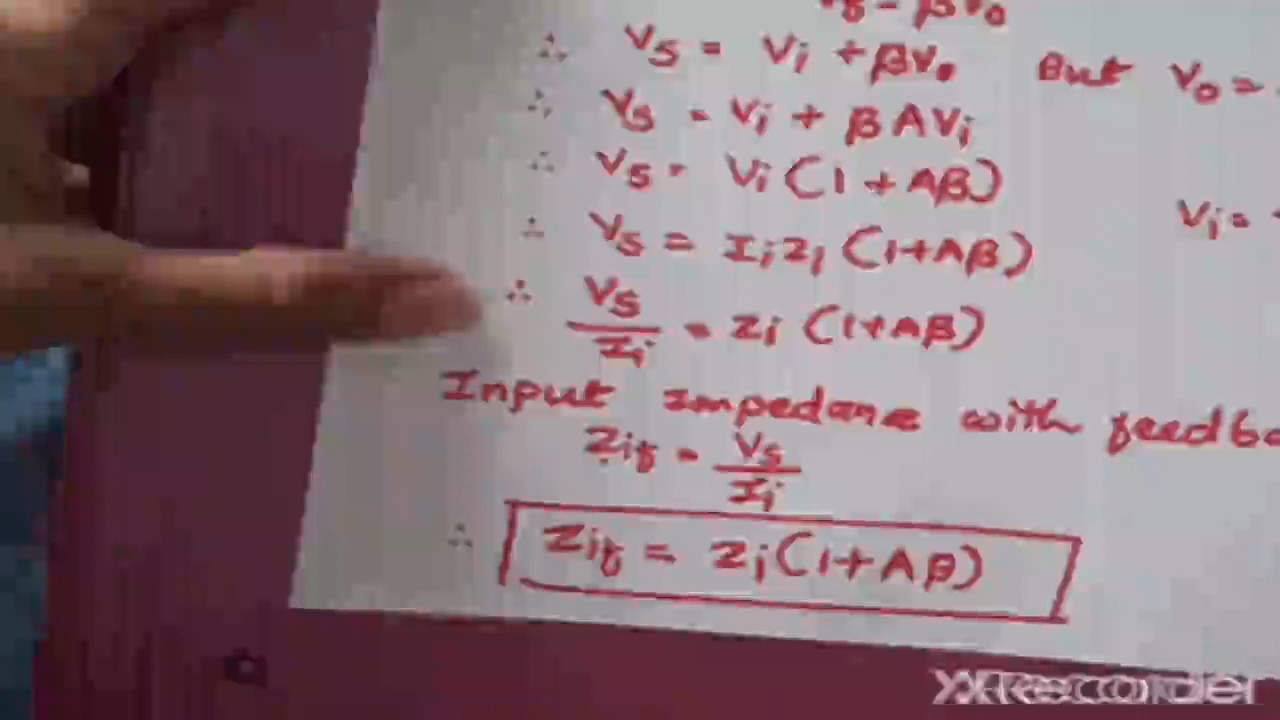 ∴ Vs = Vi + βVo But Vo =
∴ Vs = Vi + βAVi
∴ Vs = Vi (1 + Aβ)
Vi =
∴ Vs = IiZi (1+Aβ)
∴ Vs/Ii = Zi (1+Aβ)
Input impedance with
Zif = Vs/Ii
∴ Zif = Zi(1+Aβ)
XRecorder